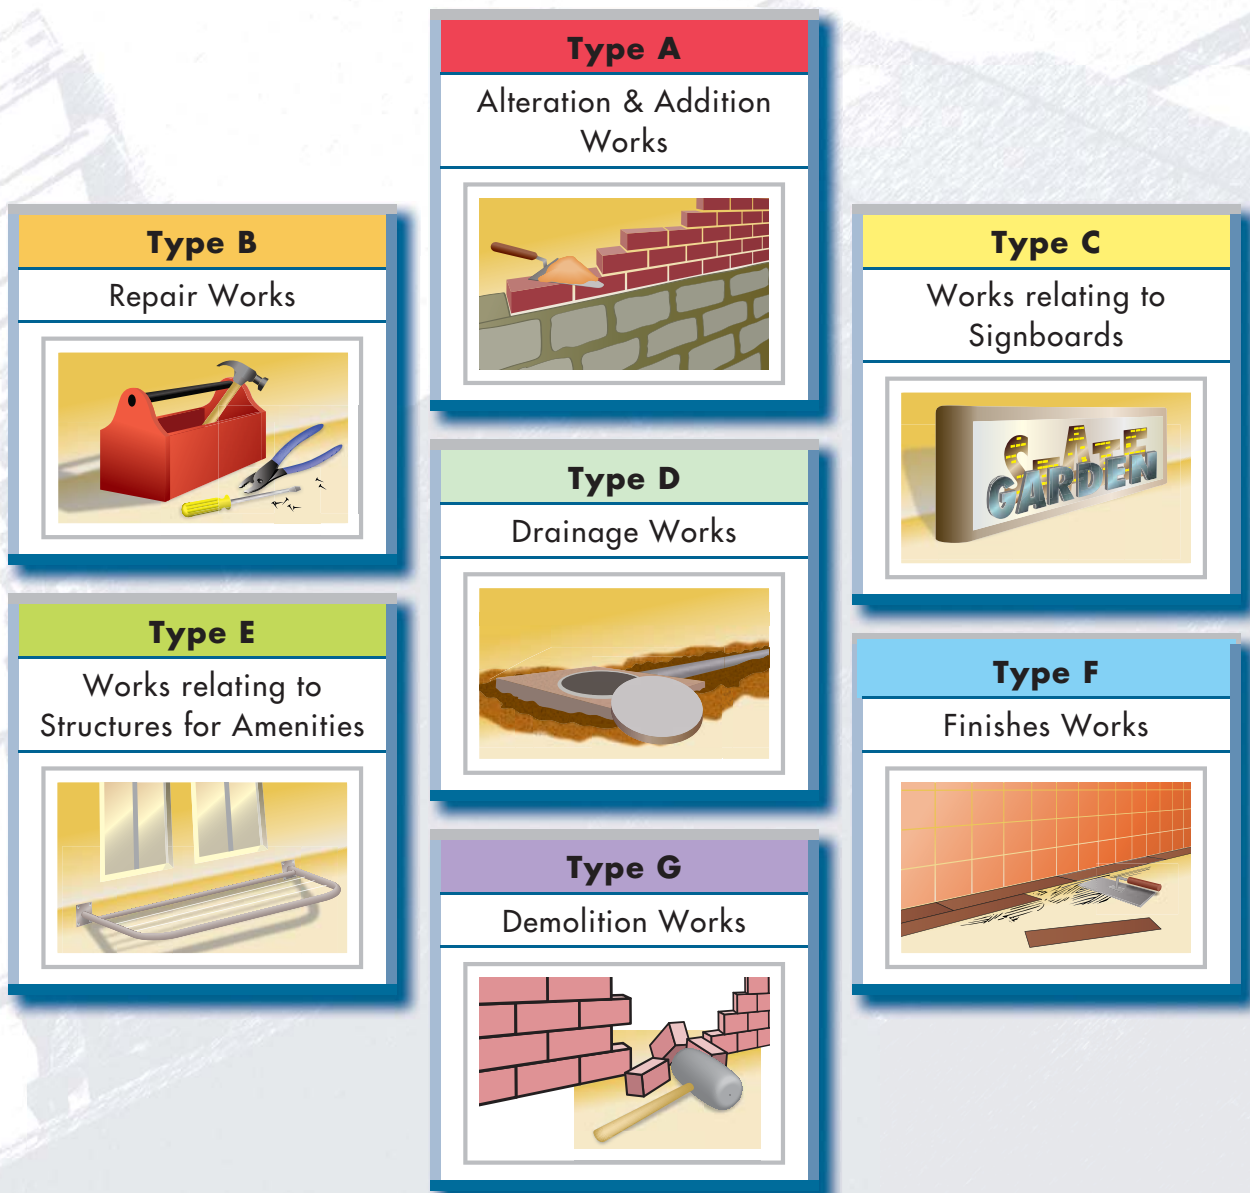 Type A
Alteration & Addition
Works
Type B
Repair Works
Type C
Works relating to
Signboards
GARDEN
Type D
Drainage Works
Type E
Works relating to
Structures for Amenities
Type F
Finishes Works
Type G
Demolition Works